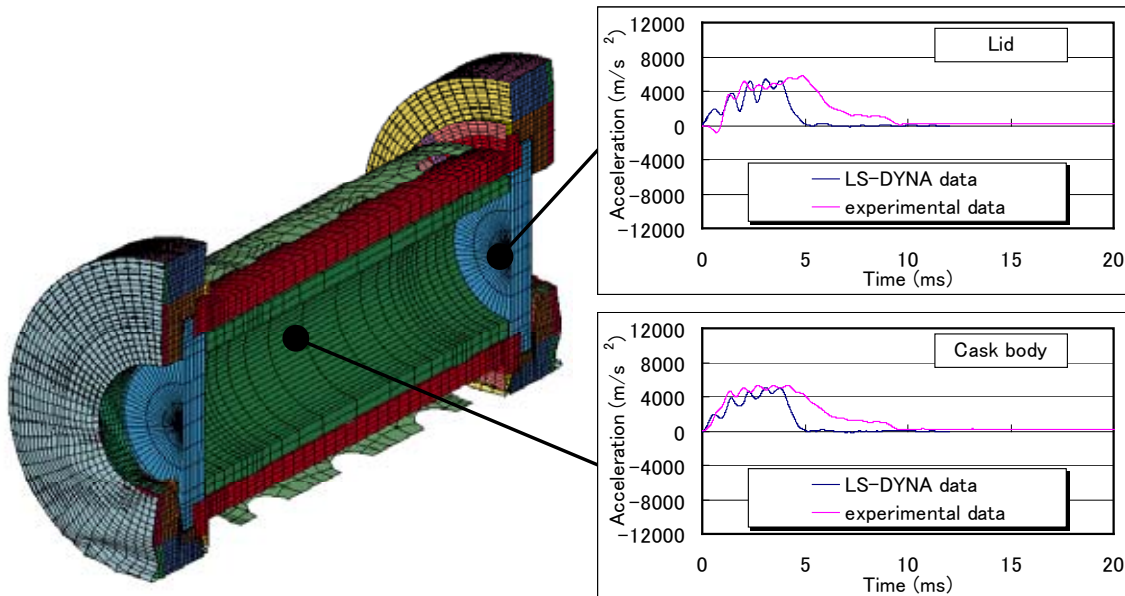 12000
8000
4000
0
-4000
-8000
-12000
Acceleration (m/s 2)
Lid
LS-DYNA data
experimental data
0 5 10 15 20
Time (ms)
12000
8000
4000
0
-4000
-8000
-12000
Acceleration (m/s 2)
Cask body
LS-DYNA data
experimental data
0 5 10 15 20
Time (ms)